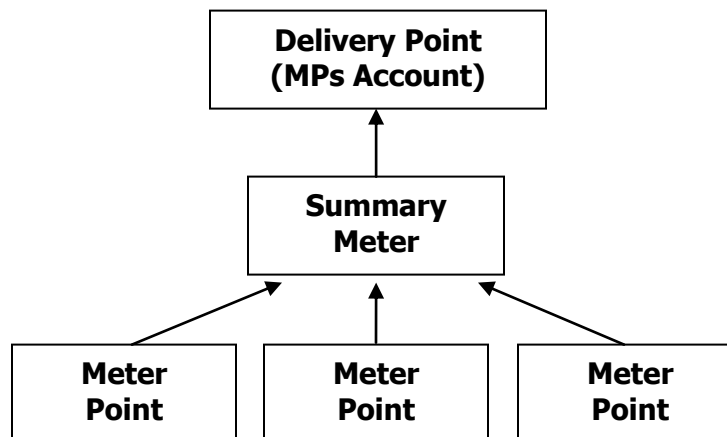 Delivery Point
(MPs Account)
Summary
Meter
Meter
Point
Meter
Point
Meter
Point